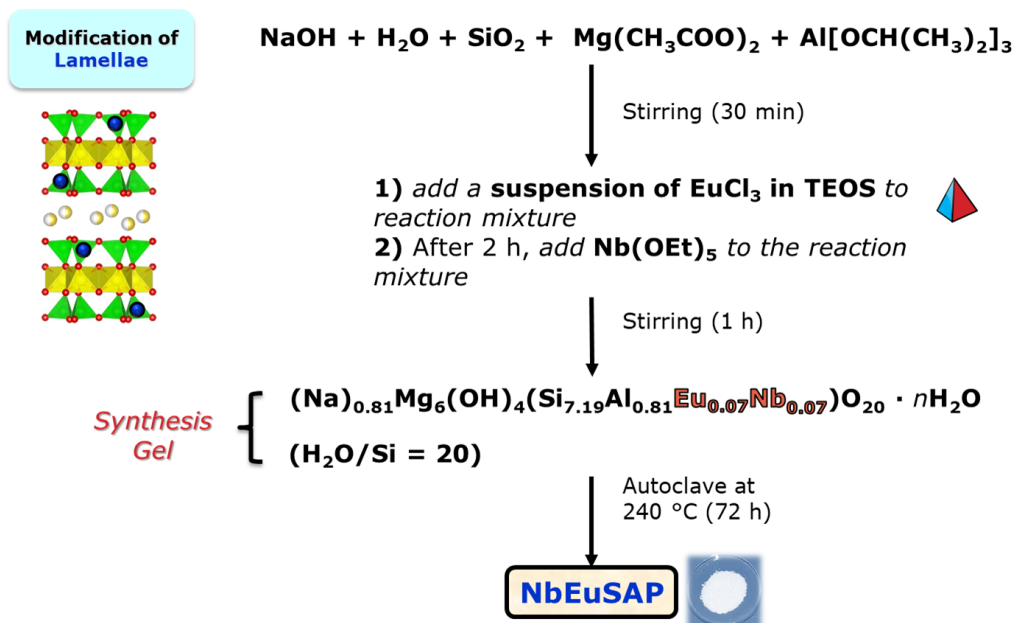 Modification of
Lamellae
NaOH + H₂O + SiO₂ + Mg(CH₃COO)₂ + Al[OCH(CH₃)₂]₃
Stirring (30 min)
1) add a suspension of EuCl₃ in TEOS to
reaction mixture
2) After 2 h, add Nb(OEt)₅ to the reaction
mixture
Stirring (1 h)
Synthesis
Gel
(Na)₀.₈₁Mg₆(OH)₄(Si₇.₁₉Al₀.₈₁Eu₀.₀₇Nb₀.₀₇)O₂₀ · nH₂O
(H₂O/Si = 20)
Autoclave at
240 °C (72 h)
NbEuSAP